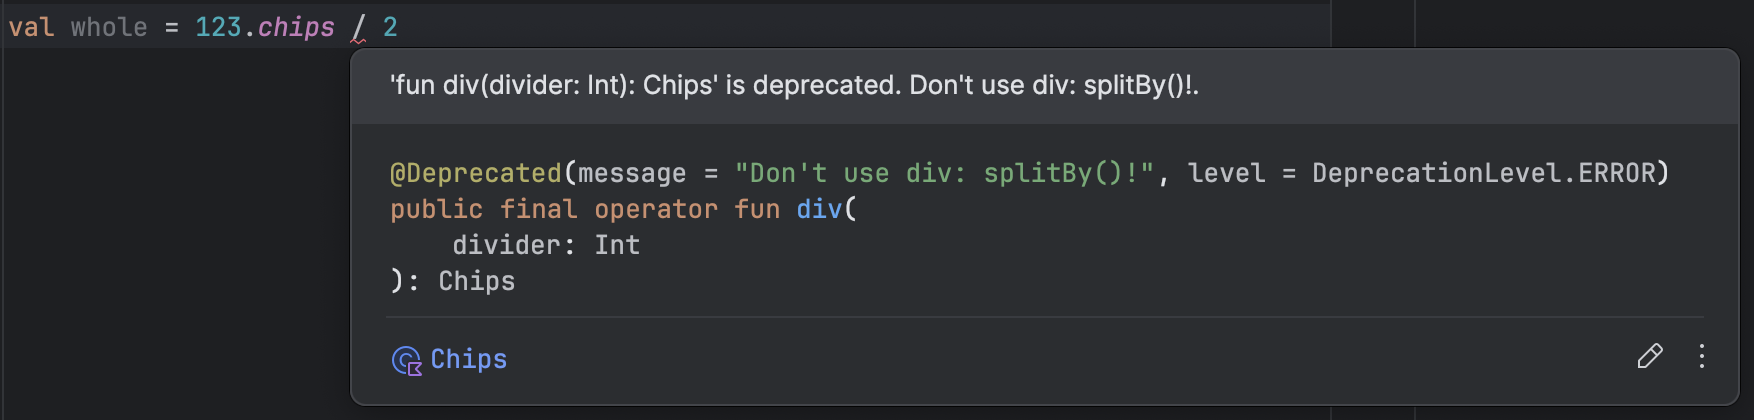 val whole = 123.chips / 2
'fun div(divider: Int): Chips' is deprecated. Don't use div: splitBy()!.
@Deprecated(message = "Don't use div: splitBy()!", level = DeprecationLevel.ERROR)
public final operator fun div(
    divider: Int
): Chips
Chips